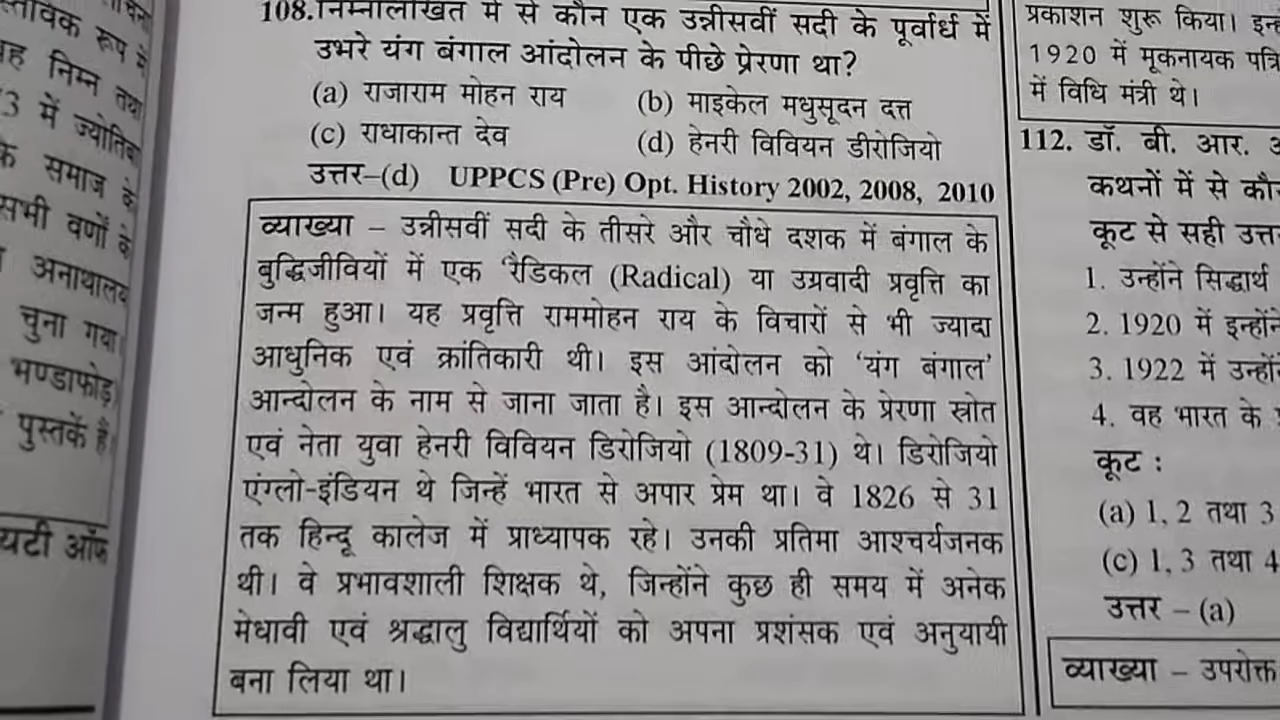 स्तविक रूप में
ह निम्न तथा
3 में ज्योतिबा
के समाज के
सभी वर्णों के
अनाथालय
चुना गया।
भण्डाफोड़)
पुस्तकें हैं।
यटी ऑफ
108. निम्नलिखित में से कौन एक उन्नीसवीं सदी के पूर्वार्ध में
उभरे यंग बंगाल आंदोलन के पीछे प्रेरणा था?
(a) राजाराम मोहन राय (b) माइकेल मधुसूदन दत्त
(c) राधाकान्त देव (d) हेनरी विवियन डीरोजियो
उत्तर–(d) UPPCS (Pre) Opt. History 2002, 2008, 2010
व्याख्या – उन्नीसवीं सदी के तीसरे और चौथे दशक में बंगाल के
बुद्धिजीवियों में एक 'रैडिकल (Radical) या उग्रवादी प्रवृत्ति का
जन्म हुआ। यह प्रवृत्ति राममोहन राय के विचारों से भी ज्यादा
आधुनिक एवं क्रांतिकारी थी। इस आंदोलन को 'यंग बंगाल'
आन्दोलन के नाम से जाना जाता है। इस आन्दोलन के प्रेरणा स्रोत
एवं नेता युवा हेनरी विवियन डिरोजियो (1809-31) थे। डिरोजियो
एंग्लो-इंडियन थे जिन्हें भारत से अपार प्रेम था। वे 1826 से 31
तक हिन्दू कालेज में प्राध्यापक रहे। उनकी प्रतिमा आश्चर्यजनक
थी। वे प्रभावशाली शिक्षक थे, जिन्होंने कुछ ही समय में अनेक
मेधावी एवं श्रद्धालु विद्यार्थियों को अपना प्रशंसक एवं अनुयायी
बना लिया था।
प्रकाशन शुरू किया। इन
1920 में मूकनायक पत्रि
में विधि मंत्री थे।
112. डॉ. बी. आर.
कथनों में से कौन
कूट से सही उत्त
1. उन्होंने सिद्धार्थ
2. 1920 में इन्होंने
3. 1922 में उन्हों
4. वह भारत के
कूट :
(a) 1, 2 तथा 3
(c) 1, 3 तथा 4
उत्तर – (a)
व्याख्या – उपरोक्त